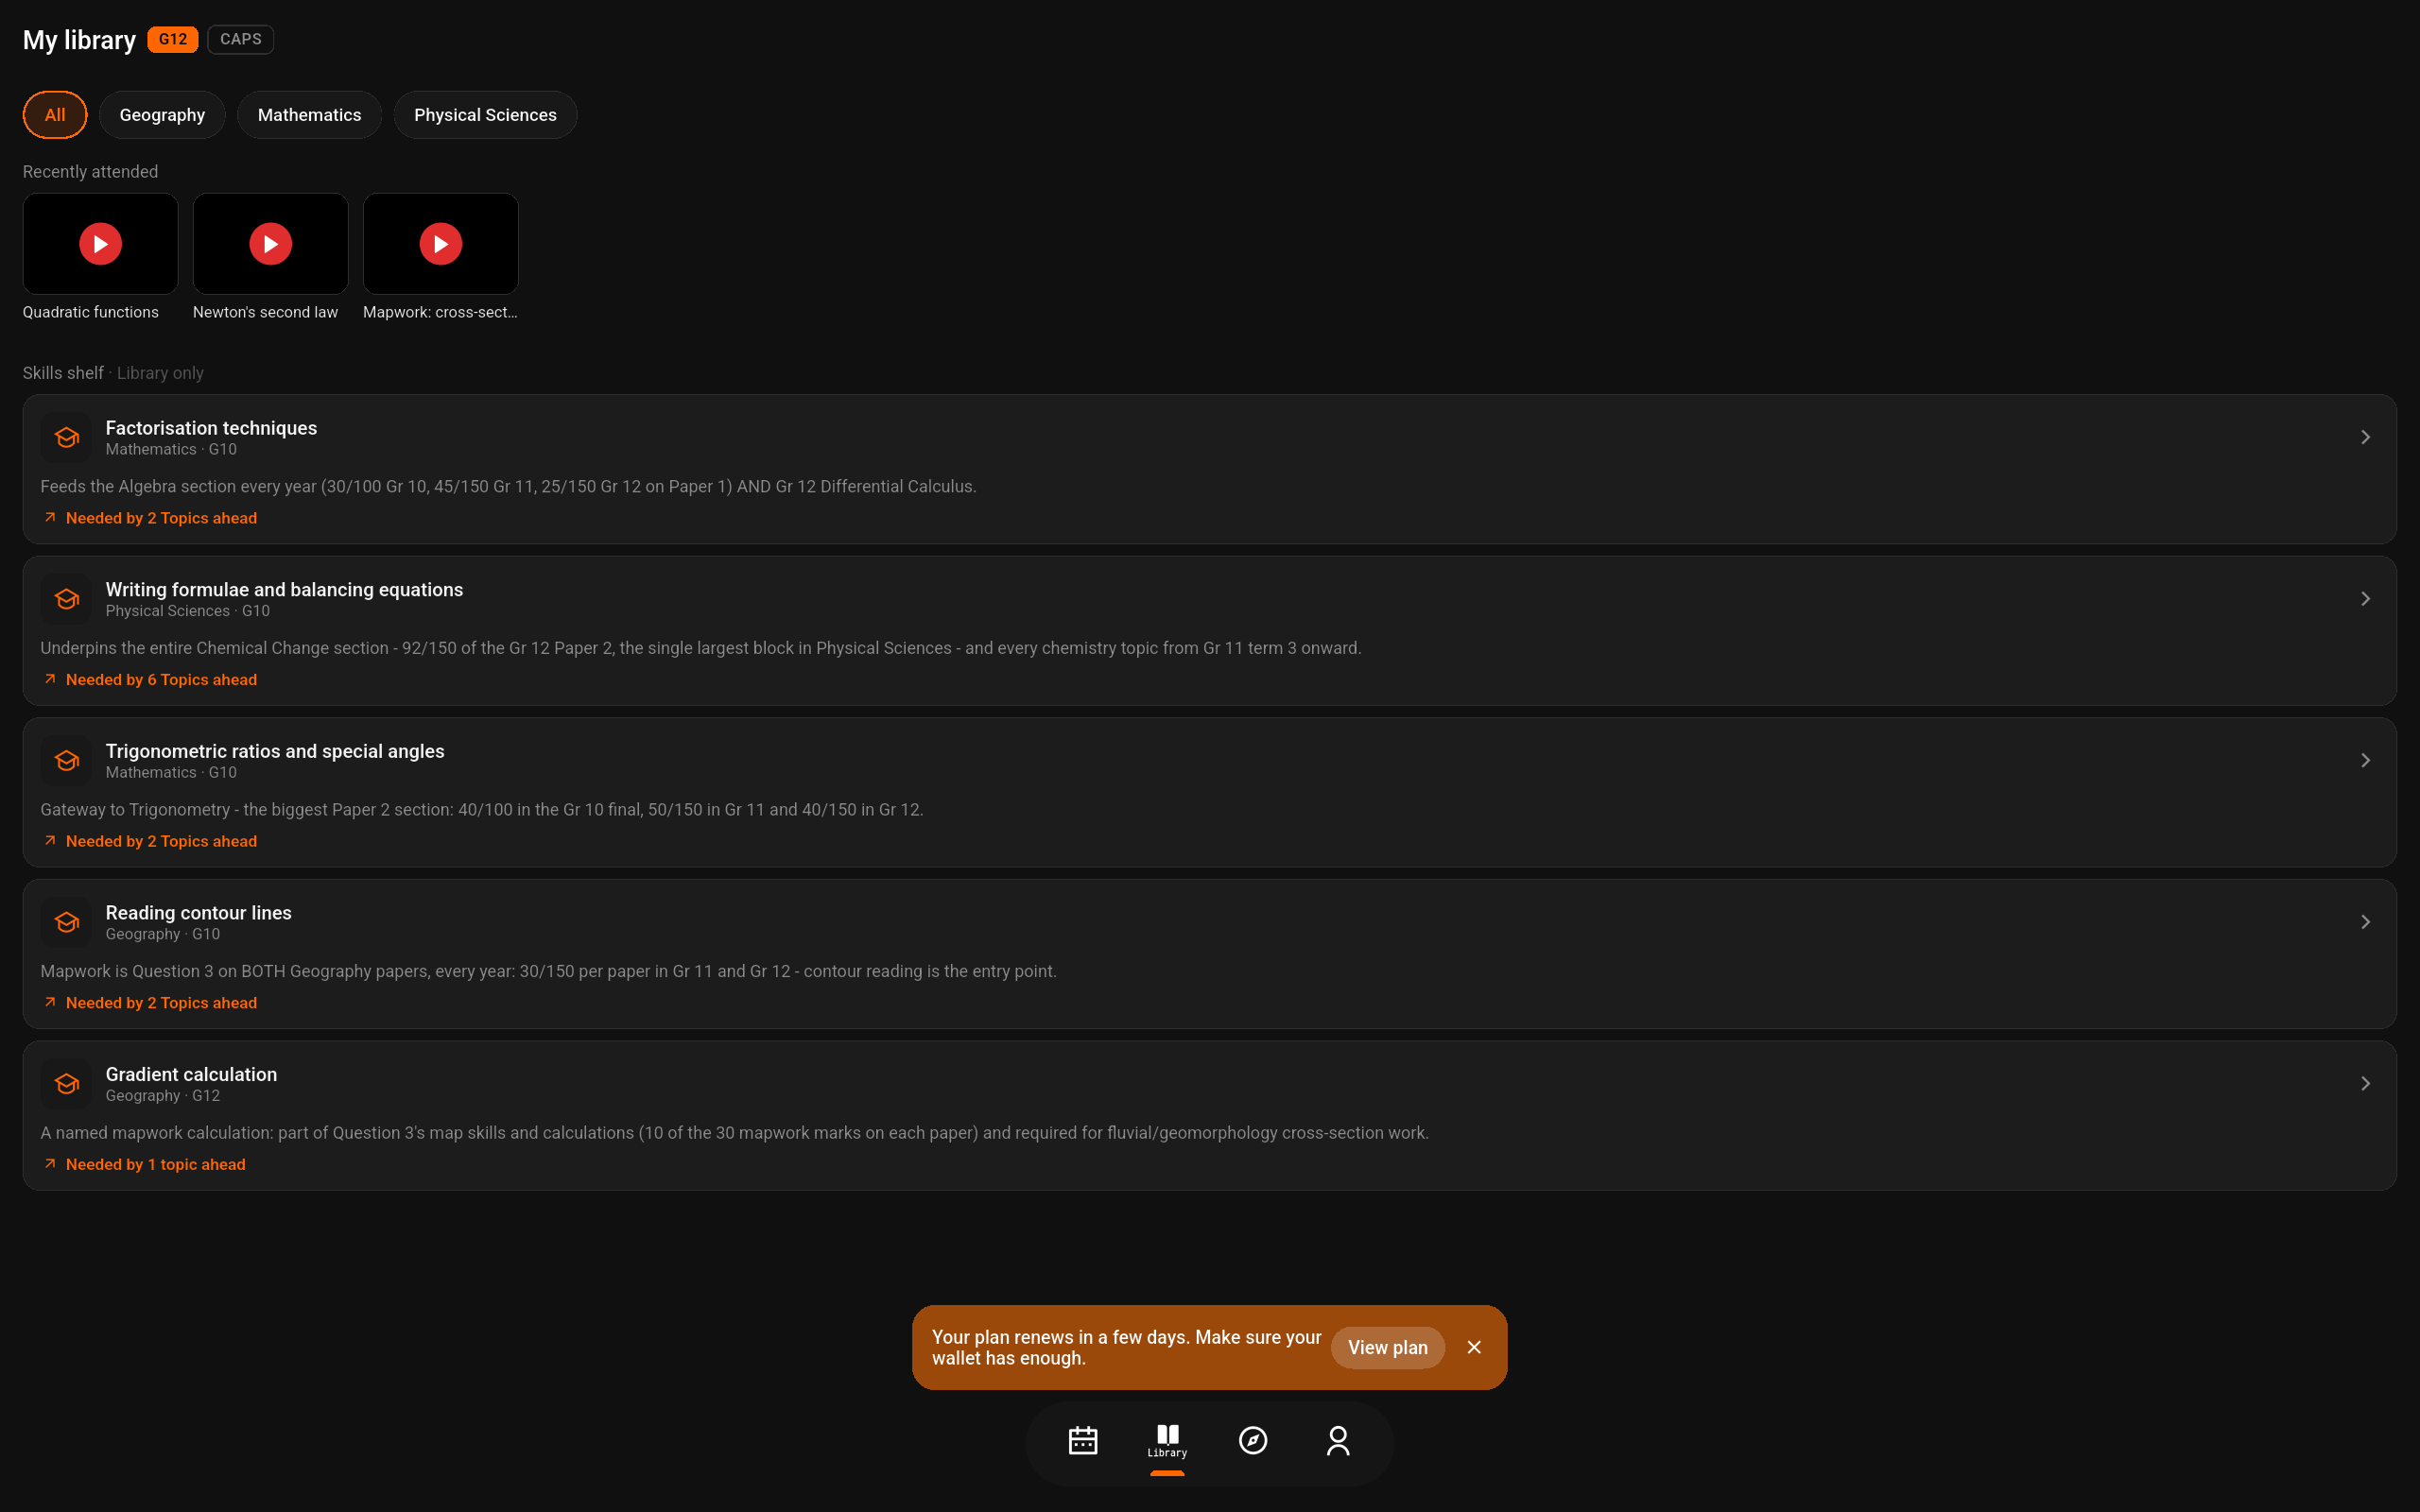 My library G12 CAPS
All Geography Mathematics Physical Sciences
Recently attended
Quadratic functions Newton's second law Mapwork: cross-sect...
Skills shelf · Library only
Factorisation techniques
Mathematics · G10
Feeds the Algebra section every year (30/100 Gr 10, 45/150 Gr 11, 25/150 Gr 12 on Paper 1) AND Gr 12 Differential Calculus.
Needed by 2 Topics ahead
Writing formulae and balancing equations
Physical Sciences · G10
Underpins the entire Chemical Change section - 92/150 of the Gr 12 Paper 2, the single largest block in Physical Sciences - and every chemistry topic from Gr 11 term 3 onward.
Needed by 6 Topics ahead
Trigonometric ratios and special angles
Mathematics · G10
Gateway to Trigonometry - the biggest Paper 2 section: 40/100 in the Gr 10 final, 50/150 in Gr 11 and 40/150 in Gr 12.
Needed by 2 Topics ahead
Reading contour lines
Geography · G10
Mapwork is Question 3 on BOTH Geography papers, every year: 30/150 per paper in Gr 11 and Gr 12 - contour reading is the entry point.
Needed by 2 Topics ahead
Gradient calculation
Geography · G12
A named mapwork calculation: part of Question 3's map skills and calculations (10 of the 30 mapwork marks on each paper) and required for fluvial/geomorphology cross-section work.
Needed by 1 topic ahead
Your plan renews in a few days. Make sure your
wallet has enough.
View plan
Library